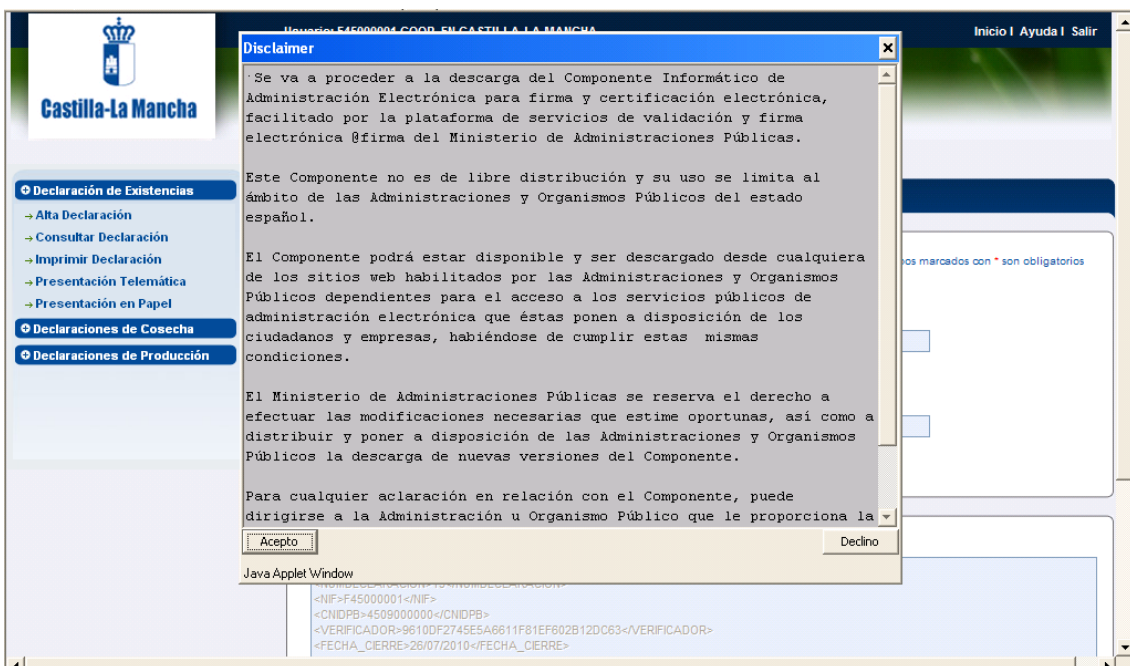 Usuario: F45000001 COOP. EN CASTILLA-LA MANCHA
Inicio I Ayuda I Salir
Castilla-La Mancha
Declaración de Existencias
Alta Declaración
Consultar Declaración
Imprimir Declaración
Presentación Telemática
Presentación en Papel
Declaraciones de Cosecha
Declaraciones de Producción
Disclaimer
Se va a proceder a la descarga del Componente Informático de
Administración Electrónica para firma y certificación electrónica,
facilitado por la plataforma de servicios de validación y firma
electrónica @firma del Ministerio de Administraciones Públicas.
Este Componente no es de libre distribución y su uso se limita al
ámbito de las Administraciones y Organismos Públicos del estado
español.
El Componente podrá estar disponible y ser descargado desde cualquiera
de los sitios web habilitados por las Administraciones y Organismos
Públicos dependientes para el acceso a los servicios públicos de
administración electrónica que éstas ponen a disposición de los
ciudadanos y empresas, habiéndose de cumplir estas  mismas
condiciones.
El Ministerio de Administraciones Públicas se reserva el derecho a
efectuar las modificaciones necesarias que estime oportunas, así como a
distribuir y poner a disposición de las Administraciones y Organismos
Públicos la descarga de nuevas versiones del Componente.
Para cualquier aclaración en relación con el Componente, puede
dirigirse a la Administración u Organismo Público que le proporciona la
Acepto
Declino
Java Applet Window
marcados con * son obligatorios
<NUMDECLARACION>13</NUMDECLARACION>
<NIF>F45000001</NIF>
<CNIDPB>4509000000</CNIDPB>
<VERIFICADOR>9610DF2745E5A6611F81EF602B12DC63</VERIFICADOR>
<FECHA_CIERRE>26/07/2010</FECHA_CIERRE>